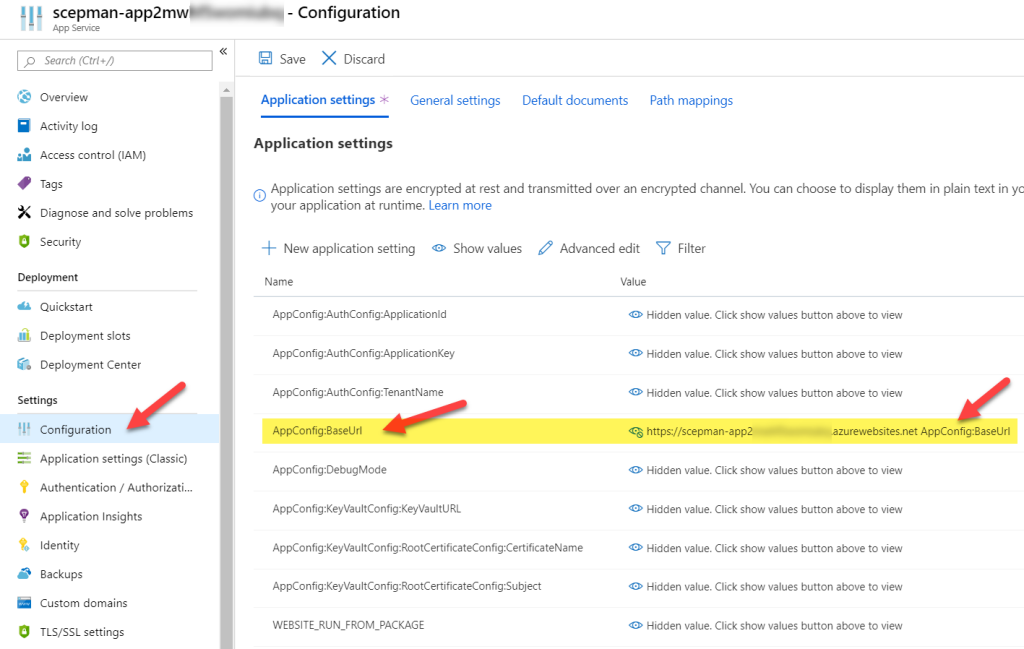 scepman-app2mw - Configuration
App Service
«
Search (Ctrl+/)
Save
Discard
Overview
Activity log
Access control (IAM)
Tags
Diagnose and solve problems
Security
Deployment
Quickstart
Deployment slots
Deployment Center
Settings
Configuration
Application settings (Classic)
Authentication / Authorizati...
Application Insights
Identity
Backups
Custom domains
TLS/SSL settings
Application settings *
General settings
Default documents
Path mappings
Application settings
Application settings are encrypted at rest and transmitted over an encrypted channel. You can choose to display them in plain text in yo
your application at runtime. Learn more
New application setting
Show values
Advanced edit
Filter
Name Value
AppConfig:AuthConfig:ApplicationId Hidden value. Click show values button above to view
AppConfig:AuthConfig:ApplicationKey Hidden value. Click show values button above to view
AppConfig:AuthConfig:TenantName Hidden value. Click show values button above to view
AppConfig:BaseUrl https://scepman-app2 .azurewebsites.net AppConfig:BaseUrl
AppConfig:DebugMode Hidden value. Click show values button above to view
AppConfig:KeyVaultConfig:KeyVaultURL Hidden value. Click show values button above to view
AppConfig:KeyVaultConfig:RootCertificateConfig:CertificateName Hidden value. Click show values button above to view
AppConfig:KeyVaultConfig:RootCertificateConfig:Subject Hidden value. Click show values button above to view
WEBSITE_RUN_FROM_PACKAGE Hidden value. Click show values button above to view